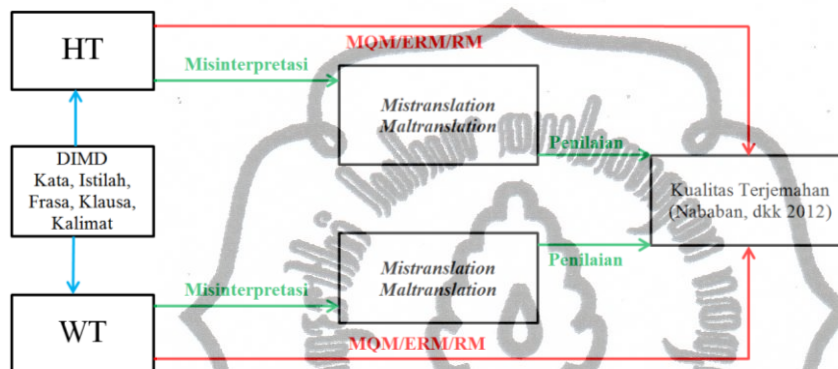 HT
MQM/ERM/RM
Misinterpretasi
Mistranslation
Maltranslation
Penilaian
DIMD
Kata, Istilah,
Frasa, Klausa,
Kalimat
Kualitas Terjemahan
(Nababan, dkk 2012)
Mistranslation
Maltranslation
Penilaian
Misinterpretasi
WT
MQM/ERM/RM